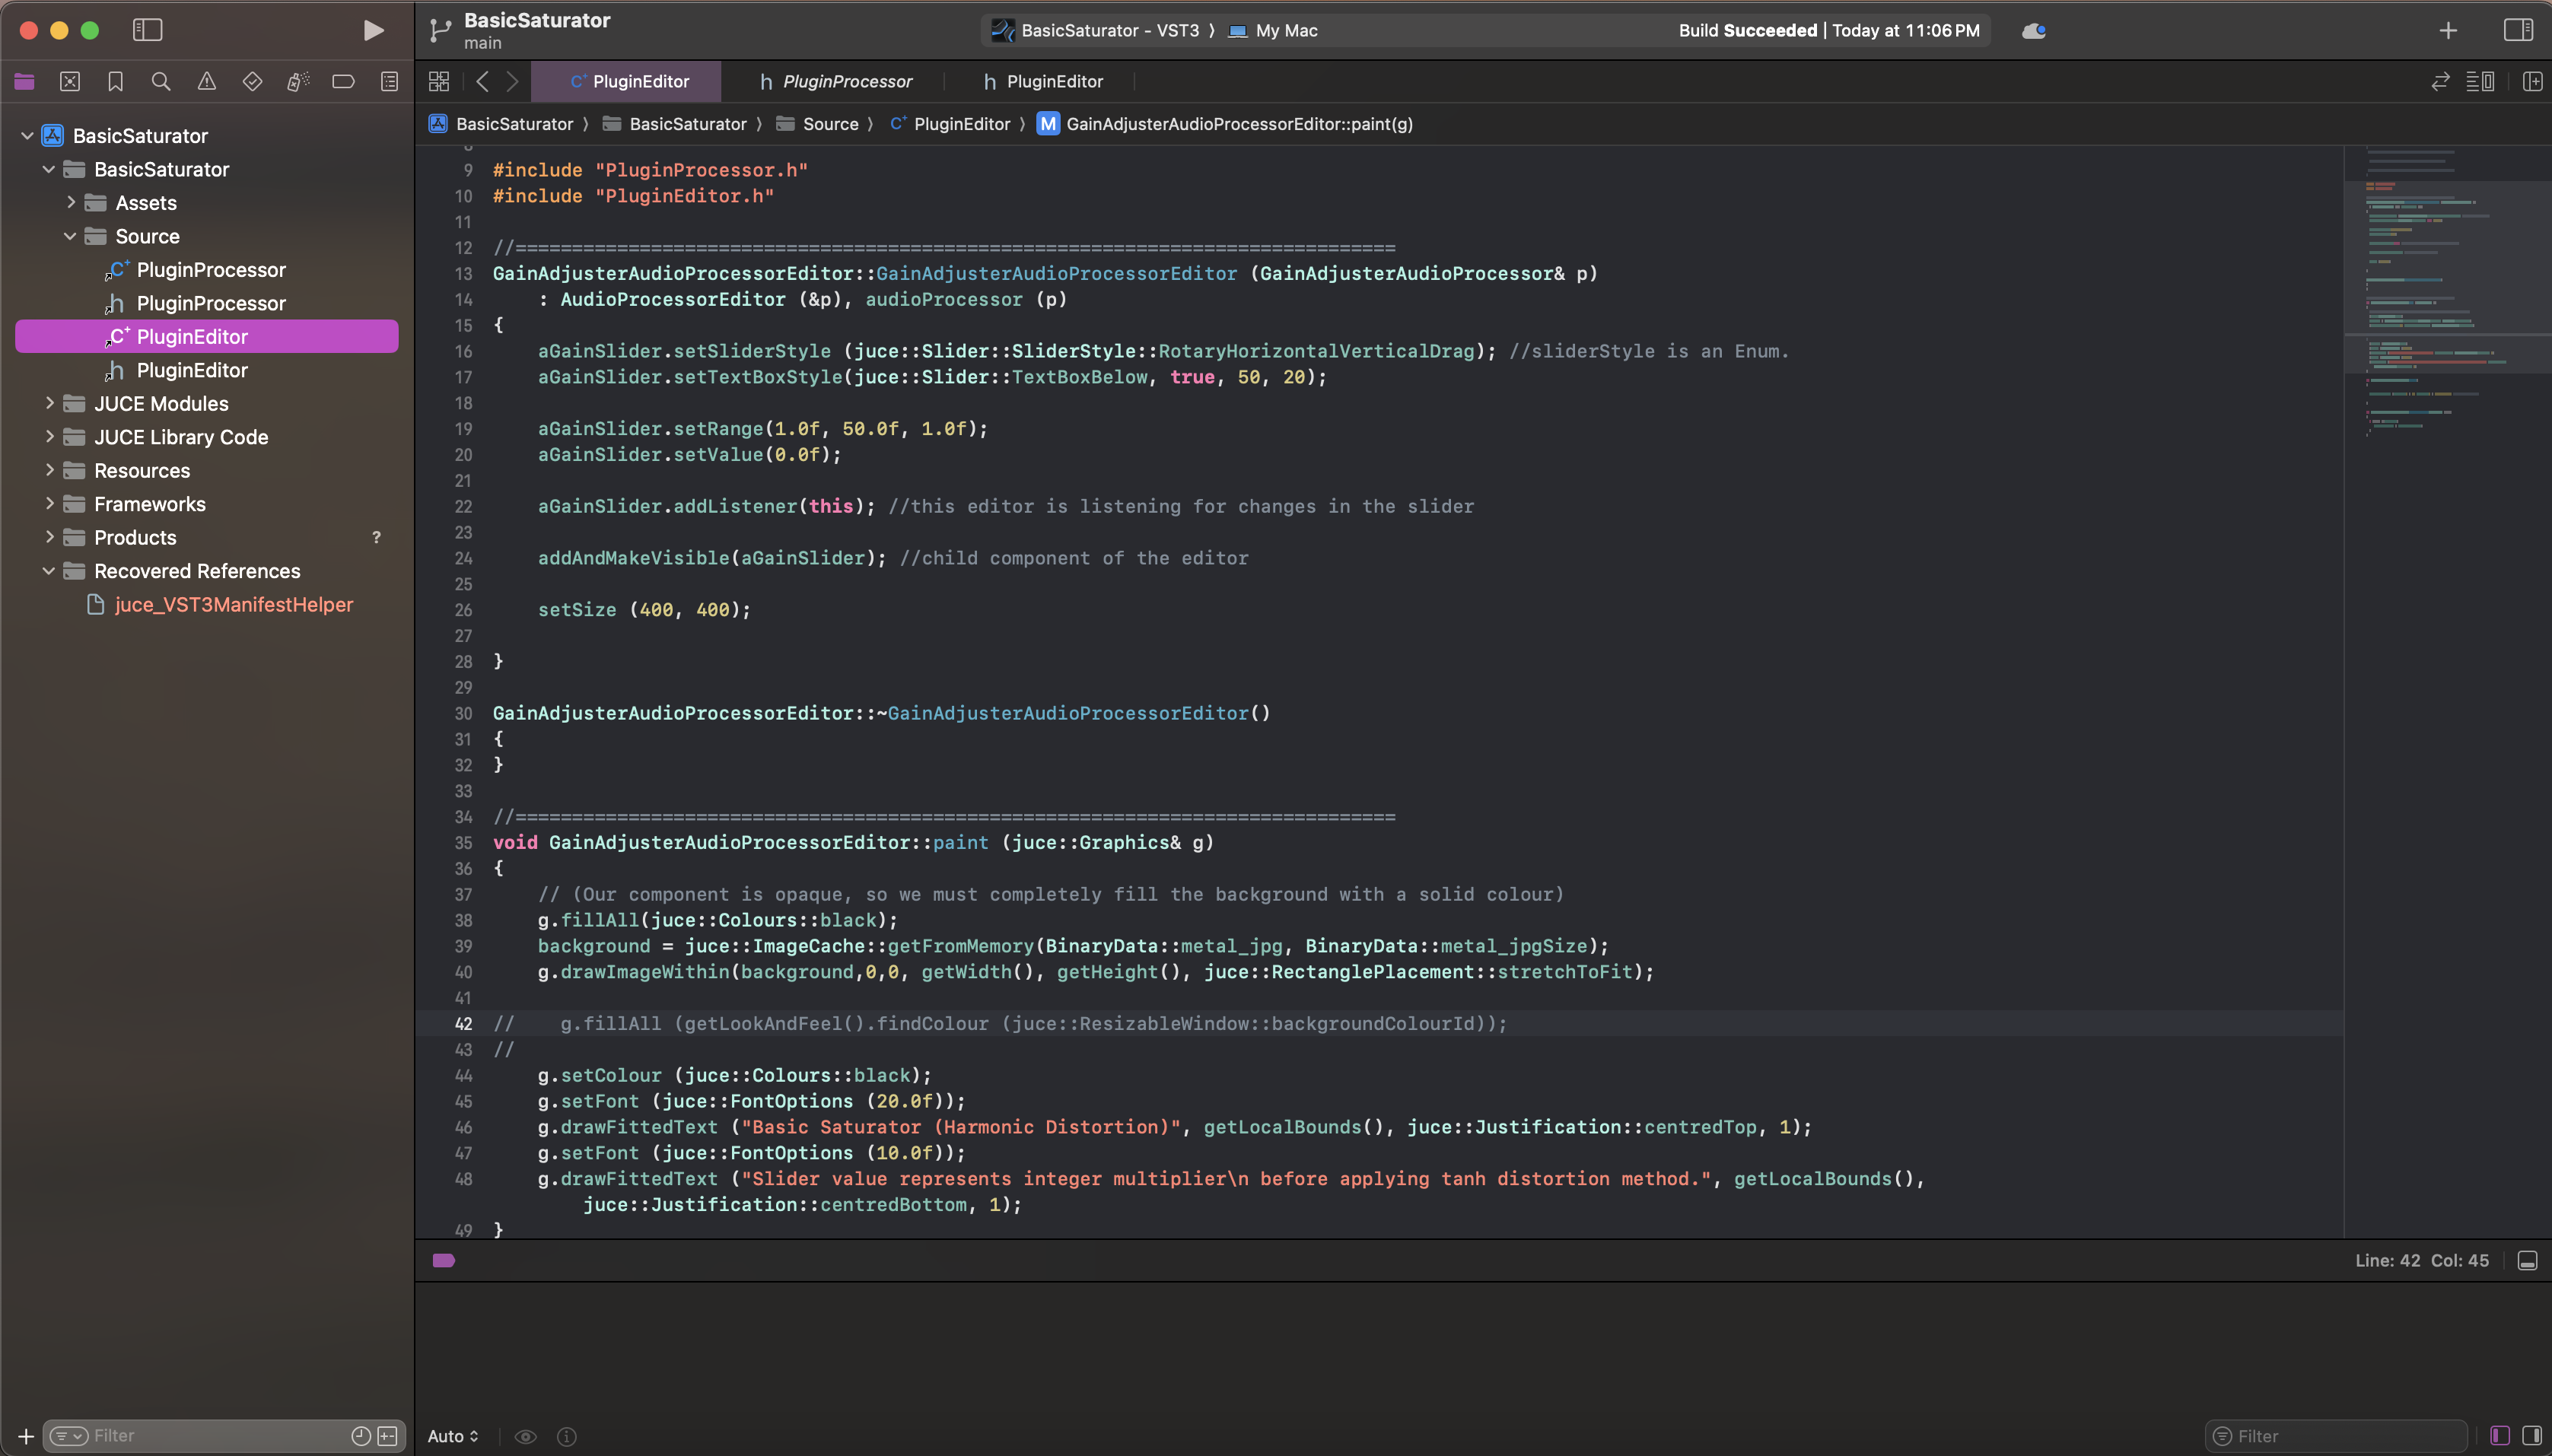 BasicSaturator
main
BasicSaturator - VST3 〉 My Mac
Build Succeeded | Today at 11:06 PM
PluginEditor
h PluginProcessor
h PluginEditor
BasicSaturator 〉 BasicSaturator 〉 Source 〉 C+ PluginEditor 〉 M GainAdjusterAudioProcessorEditor::paint(g)
BasicSaturator
BasicSaturator
Assets
Source
PluginProcessor
PluginProcessor
PluginEditor
PluginEditor
JUCE Modules
JUCE Library Code
Resources
Frameworks
Products ?
Recovered References
juce_VST3ManifestHelper
Filter
9 #include "PluginProcessor.h"
10 #include "PluginEditor.h"
11
12 //==============================================================================
13 GainAdjusterAudioProcessorEditor::GainAdjusterAudioProcessorEditor (GainAdjusterAudioProcessor& p)
14     : AudioProcessorEditor (&p), audioProcessor (p)
15 {
16     aGainSlider.setSliderStyle (juce::Slider::SliderStyle::RotaryHorizontalVerticalDrag); //sliderStyle is an Enum.
17     aGainSlider.setTextBoxStyle(juce::Slider::TextBoxBelow, true, 50, 20);
18
19     aGainSlider.setRange(1.0f, 50.0f, 1.0f);
20     aGainSlider.setValue(0.0f);
21
22     aGainSlider.addListener(this); //this editor is listening for changes in the slider
23
24     addAndMakeVisible(aGainSlider); //child component of the editor
25
26     setSize (400, 400);
27
28 }
29
30 GainAdjusterAudioProcessorEditor::~GainAdjusterAudioProcessorEditor()
31 {
32 }
33
34 //==============================================================================
35 void GainAdjusterAudioProcessorEditor::paint (juce::Graphics& g)
36 {
37     // (Our component is opaque, so we must completely fill the background with a solid colour)
38     g.fillAll(juce::Colours::black);
39     background = juce::ImageCache::getFromMemory(BinaryData::metal_jpg, BinaryData::metal_jpgSize);
40     g.drawImageWithin(background,0,0, getWidth(), getHeight(), juce::RectanglePlacement::stretchToFit);
41
42 //    g.fillAll (getLookAndFeel().findColour (juce::ResizableWindow::backgroundColourId));
43 //
44     g.setColour (juce::Colours::black);
45     g.setFont (juce::FontOptions (20.0f));
46     g.drawFittedText ("Basic Saturator (Harmonic Distortion)", getLocalBounds(), juce::Justification::centredTop, 1);
47     g.setFont (juce::FontOptions (10.0f));
48     g.drawFittedText ("Slider value represents integer multiplier\n before applying tanh distortion method.", getLocalBounds(),
        juce::Justification::centredBottom, 1);
49 }
Line: 42 Col: 45
Auto
Filter